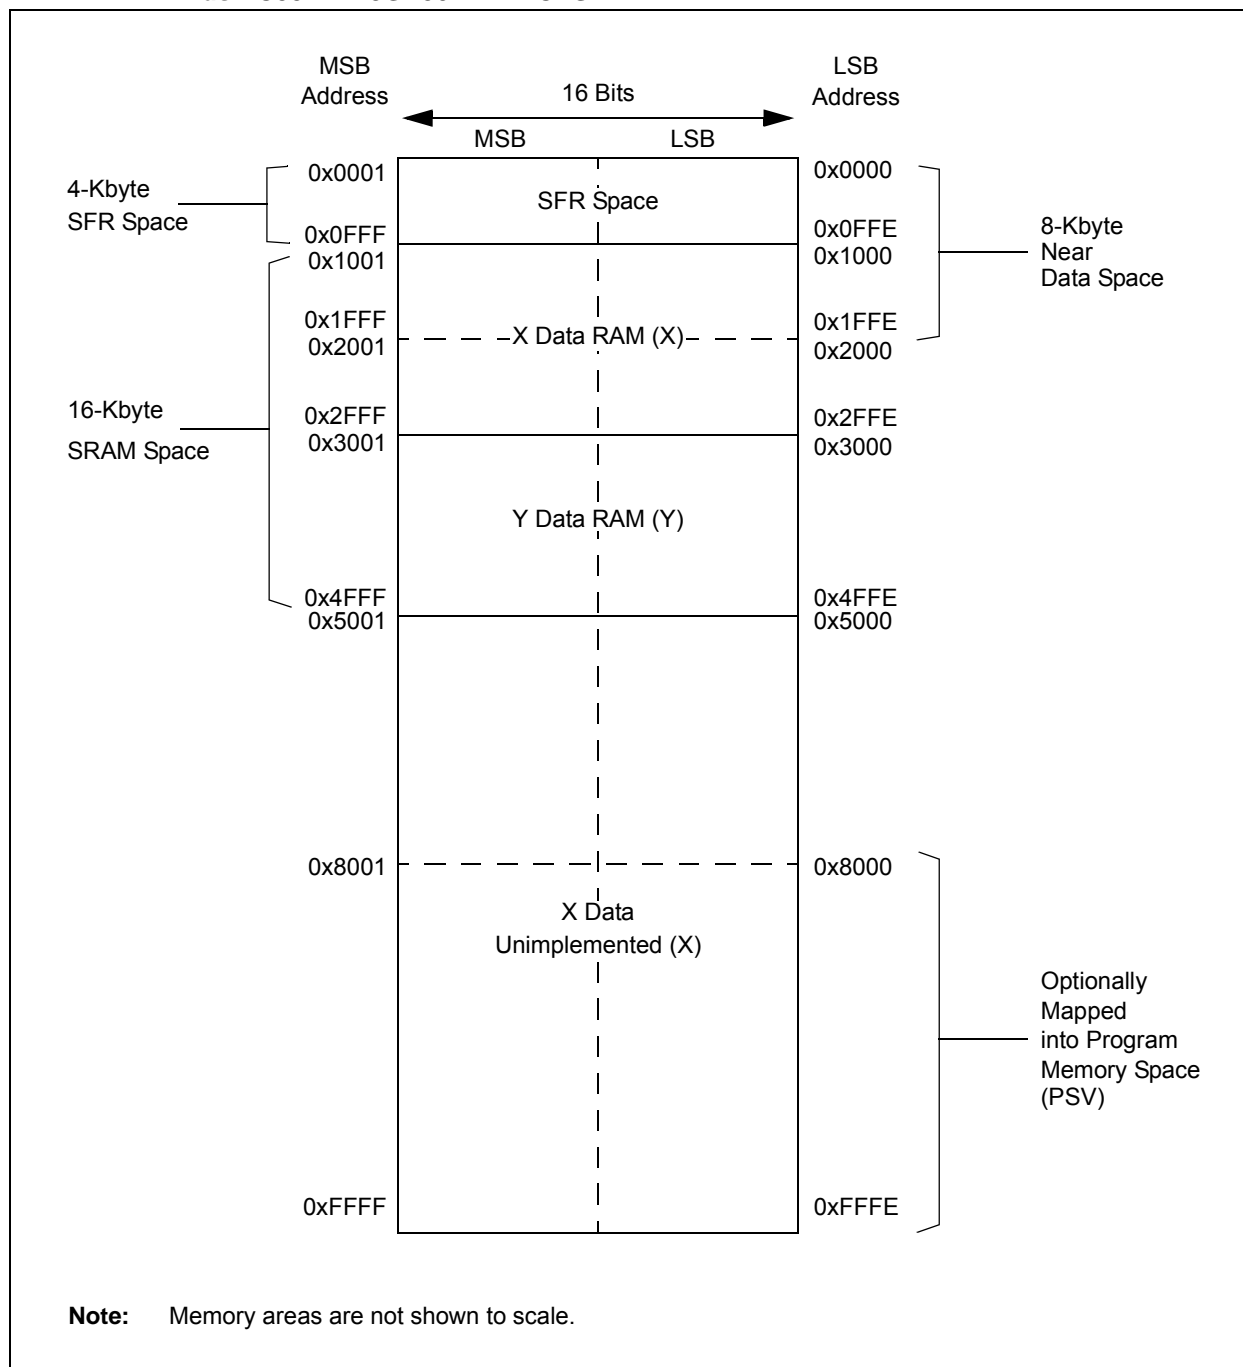 MSB
Address
16 Bits
LSB
Address
MSB
LSB
4-Kbyte
SFR Space
0x0001
0x0FFF
0x1001
SFR Space
0x0000
0x0FFE
0x1000
8-Kbyte
Near
Data Space
0x1FFF
0x2001
X Data RAM (X)
0x1FFE
0x2000
16-Kbyte
SRAM Space
0x2FFF
0x3001
0x2FFE
0x3000
Y Data RAM (Y)
0x4FFF
0x5001
0x4FFE
0x5000
0x8001
0x8000
X Data
Unimplemented (X)
Optionally
Mapped
into Program
Memory Space
(PSV)
0xFFFF
0xFFFE
Note: Memory areas are not shown to scale.